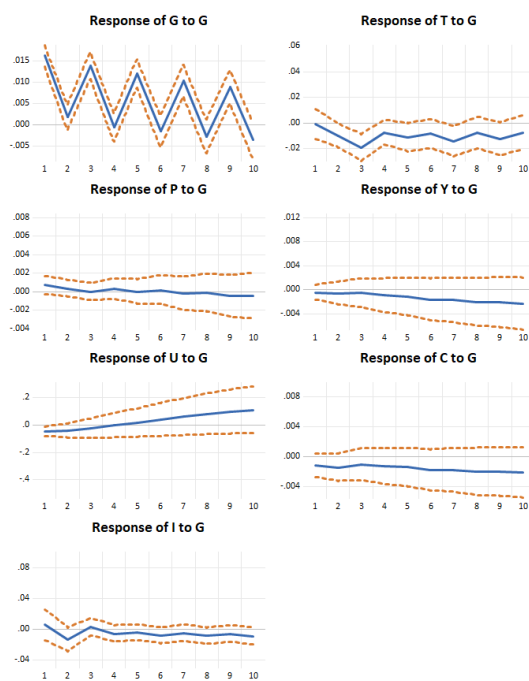 Response of G to G
.015
.010
.005
.000
-.005
1 2 3 4 5 6 7 8 9 10
Response of T to G
.06
.04
.02
.00
-.02
1 2 3 4 5 6 7 8 9 10
Response of P to G
.008
.006
.004
.002
.000
-.002
-.004
1 2 3 4 5 6 7 8 9 10
Response of Y to G
.012
.008
.004
.000
-.004
1 2 3 4 5 6 7 8 9 10
Response of U to G
.2
.0
-.2
-.4
1 2 3 4 5 6 7 8 9 10
Response of C to G
.008
.004
.000
-.004
1 2 3 4 5 6 7 8 9 10
Response of I to G
.08
.04
.00
-.04
1 2 3 4 5 6 7 8 9 10